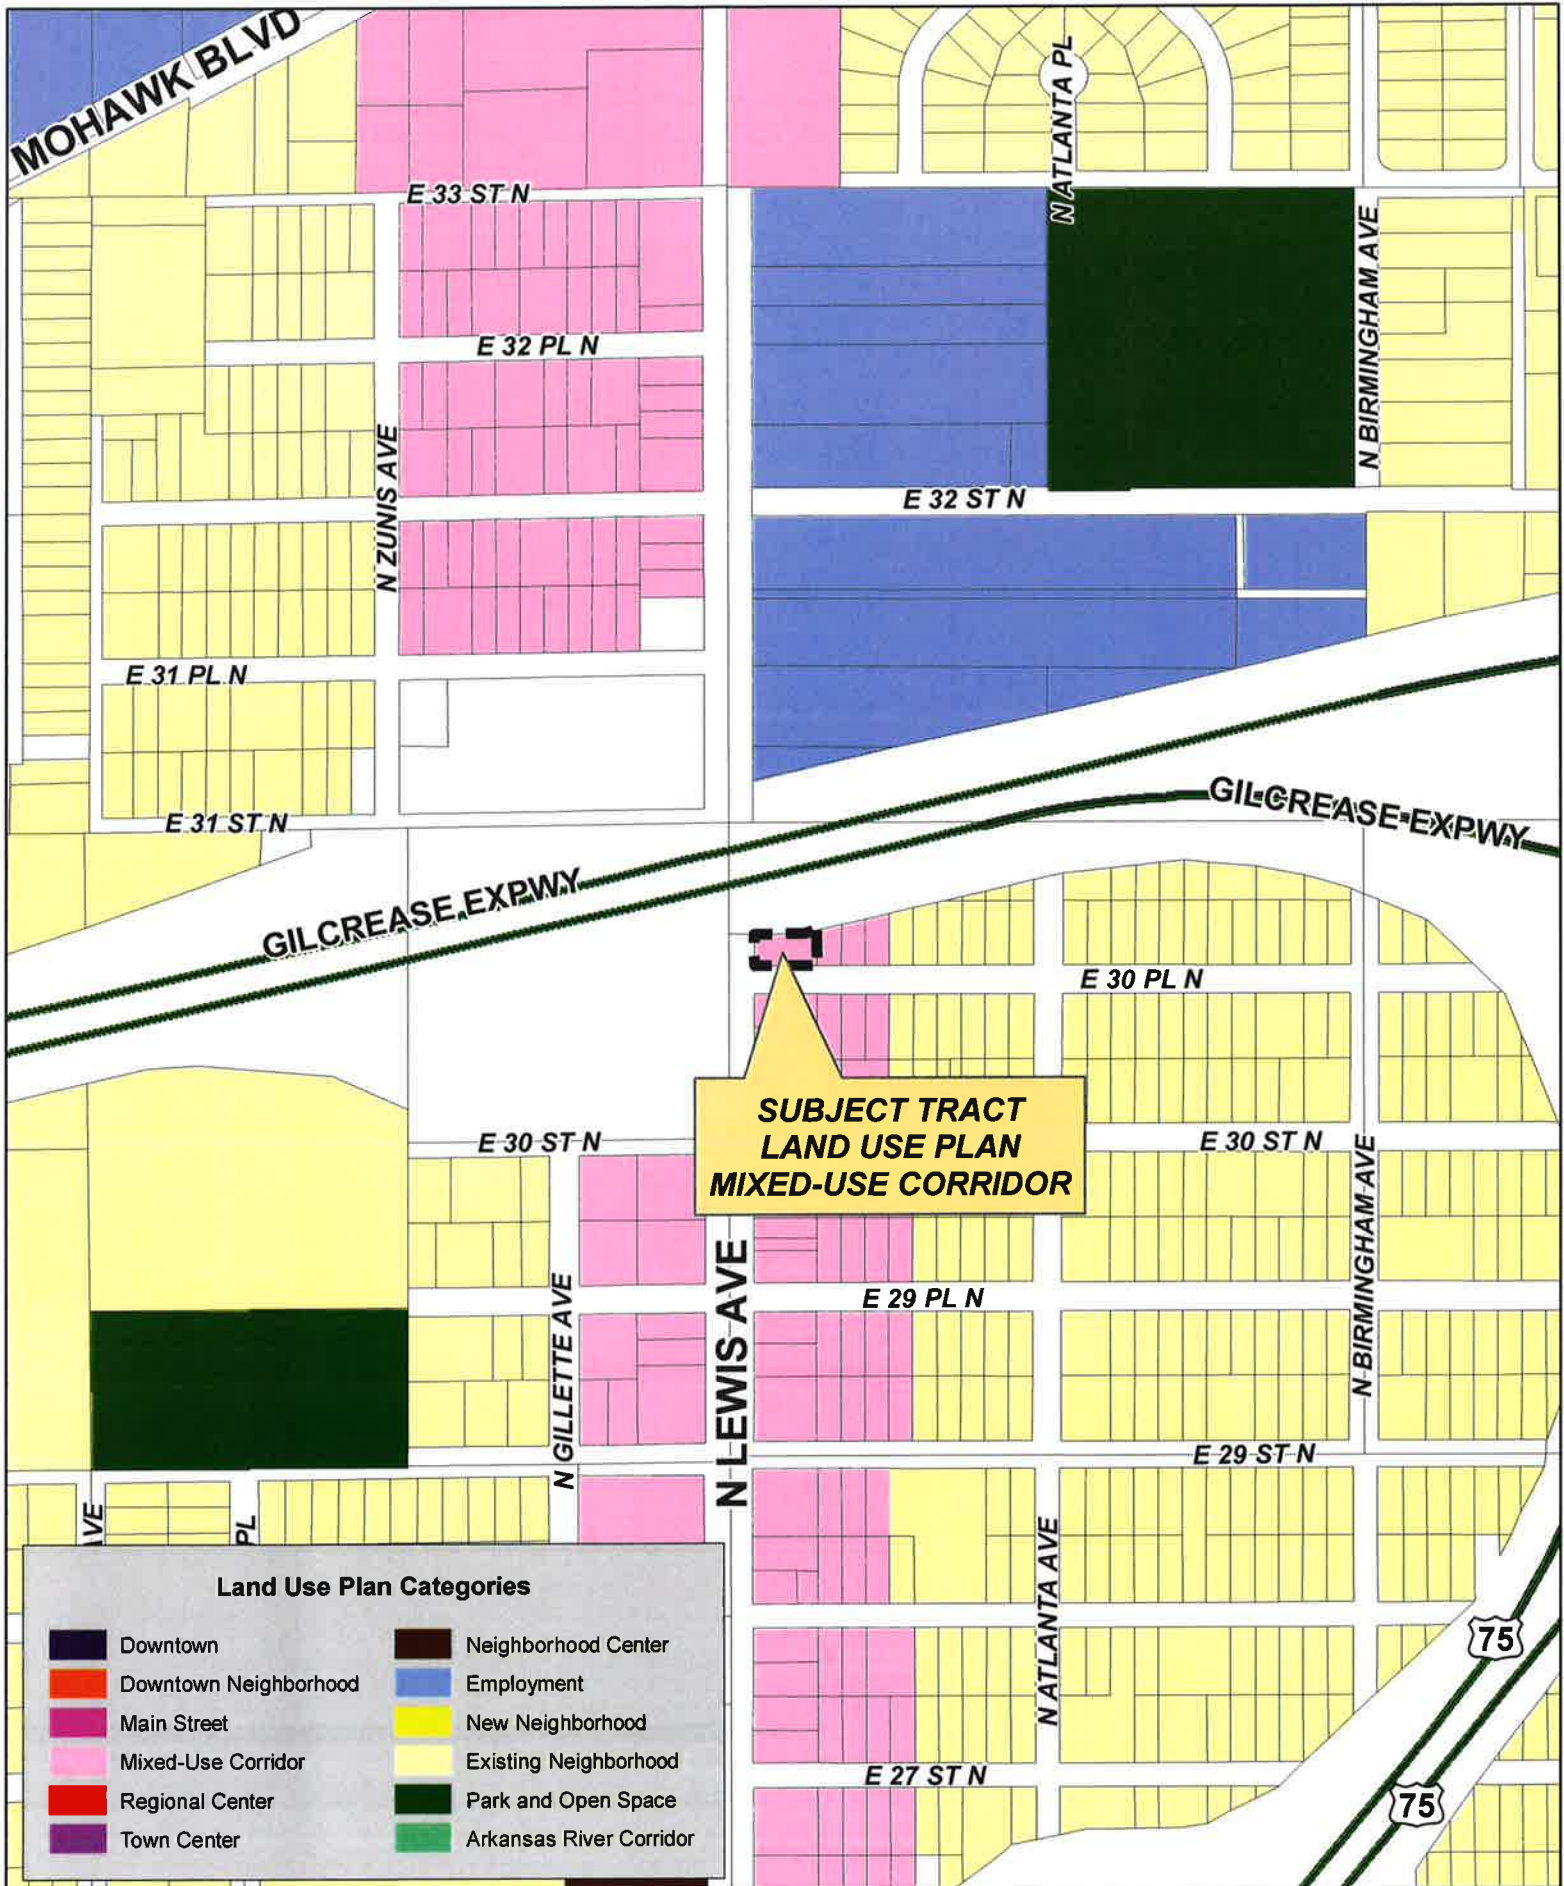 MOHAWK BLVD
N ATLANTA PL
E 33 ST N
N BIRMINGHAM AVE
E 32 PL N
N ZUNIS AVE
E 32 ST N
E 31 PL N
GILCREASE EXPWY
E 31 ST N
GILCREASE EXPWY
E 30 PL N
SUBJECT TRACT
LAND USE PLAN
MIXED-USE CORRIDOR
E 30 ST N
E 30 ST N
N BIRMINGHAM AVE
N LEWIS AVE
N GILLETTE AVE
E 29 PL N
E 29 ST N
AVE
PL
N ATLANTA AVE
75
E 27 ST N
75
Land Use Plan Categories
Downtown
Downtown Neighborhood
Main Street
Mixed-Use Corridor
Regional Center
Town Center
Neighborhood Center
Employment
New Neighborhood
Existing Neighborhood
Park and Open Space
Arkansas River Corridor